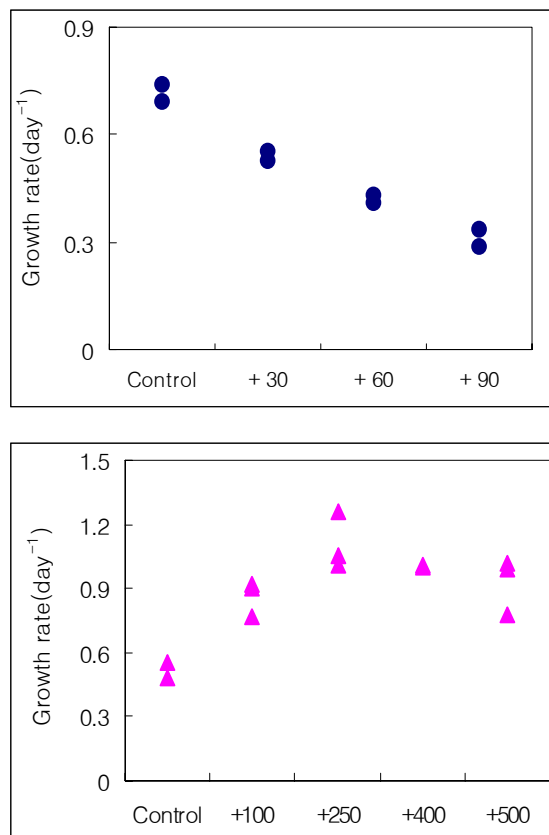 0.9
0.6
0.3
0
Growth rate(day⁻¹)
Control + 30 + 60 + 90
1.5
1.2
0.9
0.6
0.3
0
Growth rate(day⁻¹)
Control +100 +250 +400 +500